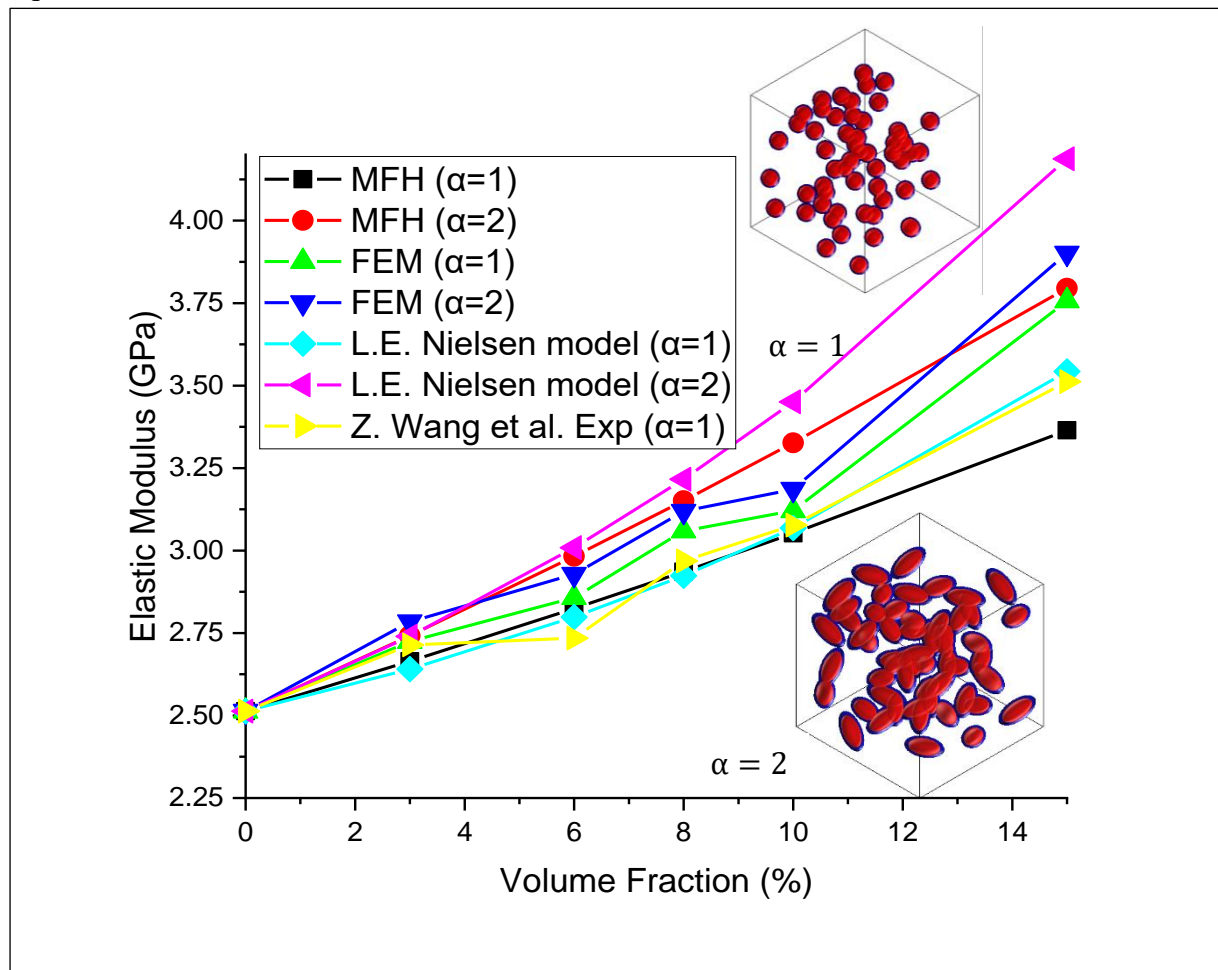 MFH (α=1)
MFH (α=2)
FEM (α=1)
FEM (α=2)
L.E. Nielsen model (α=1)
L.E. Nielsen model (α=2)
Z. Wang et al. Exp (α=1)
α = 1
α = 2
Elastic Modulus (GPa)
4.00
3.75
3.50
3.25
3.00
2.75
2.50
2.25
0 2 4 6 8 10 12 14
Volume Fraction (%)